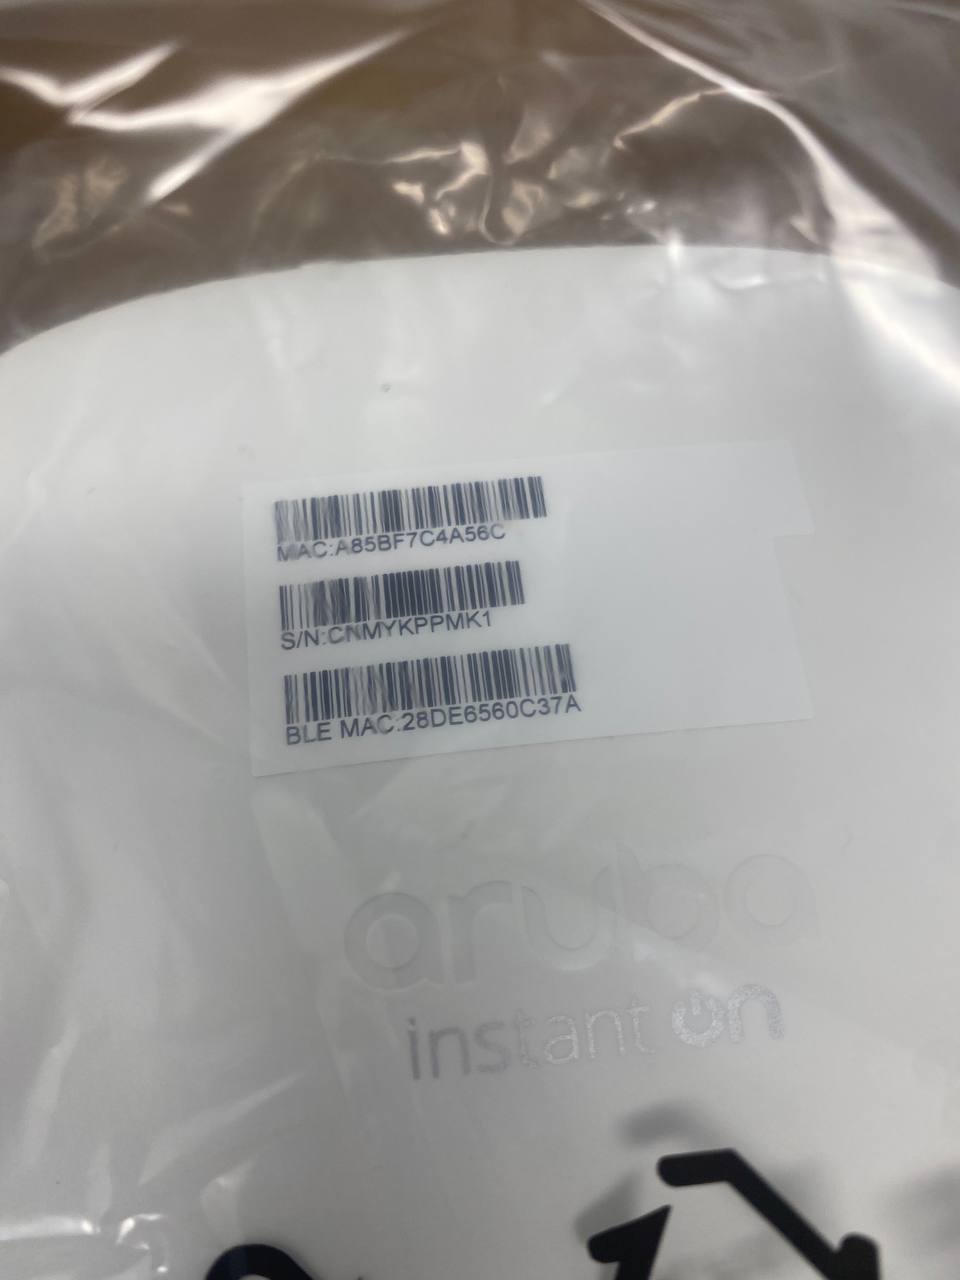 MAC:A85BF7C4A56C
S/N:CNMYKPPMK1
BLE MAC:28DE6560C37A
aruba
instant on